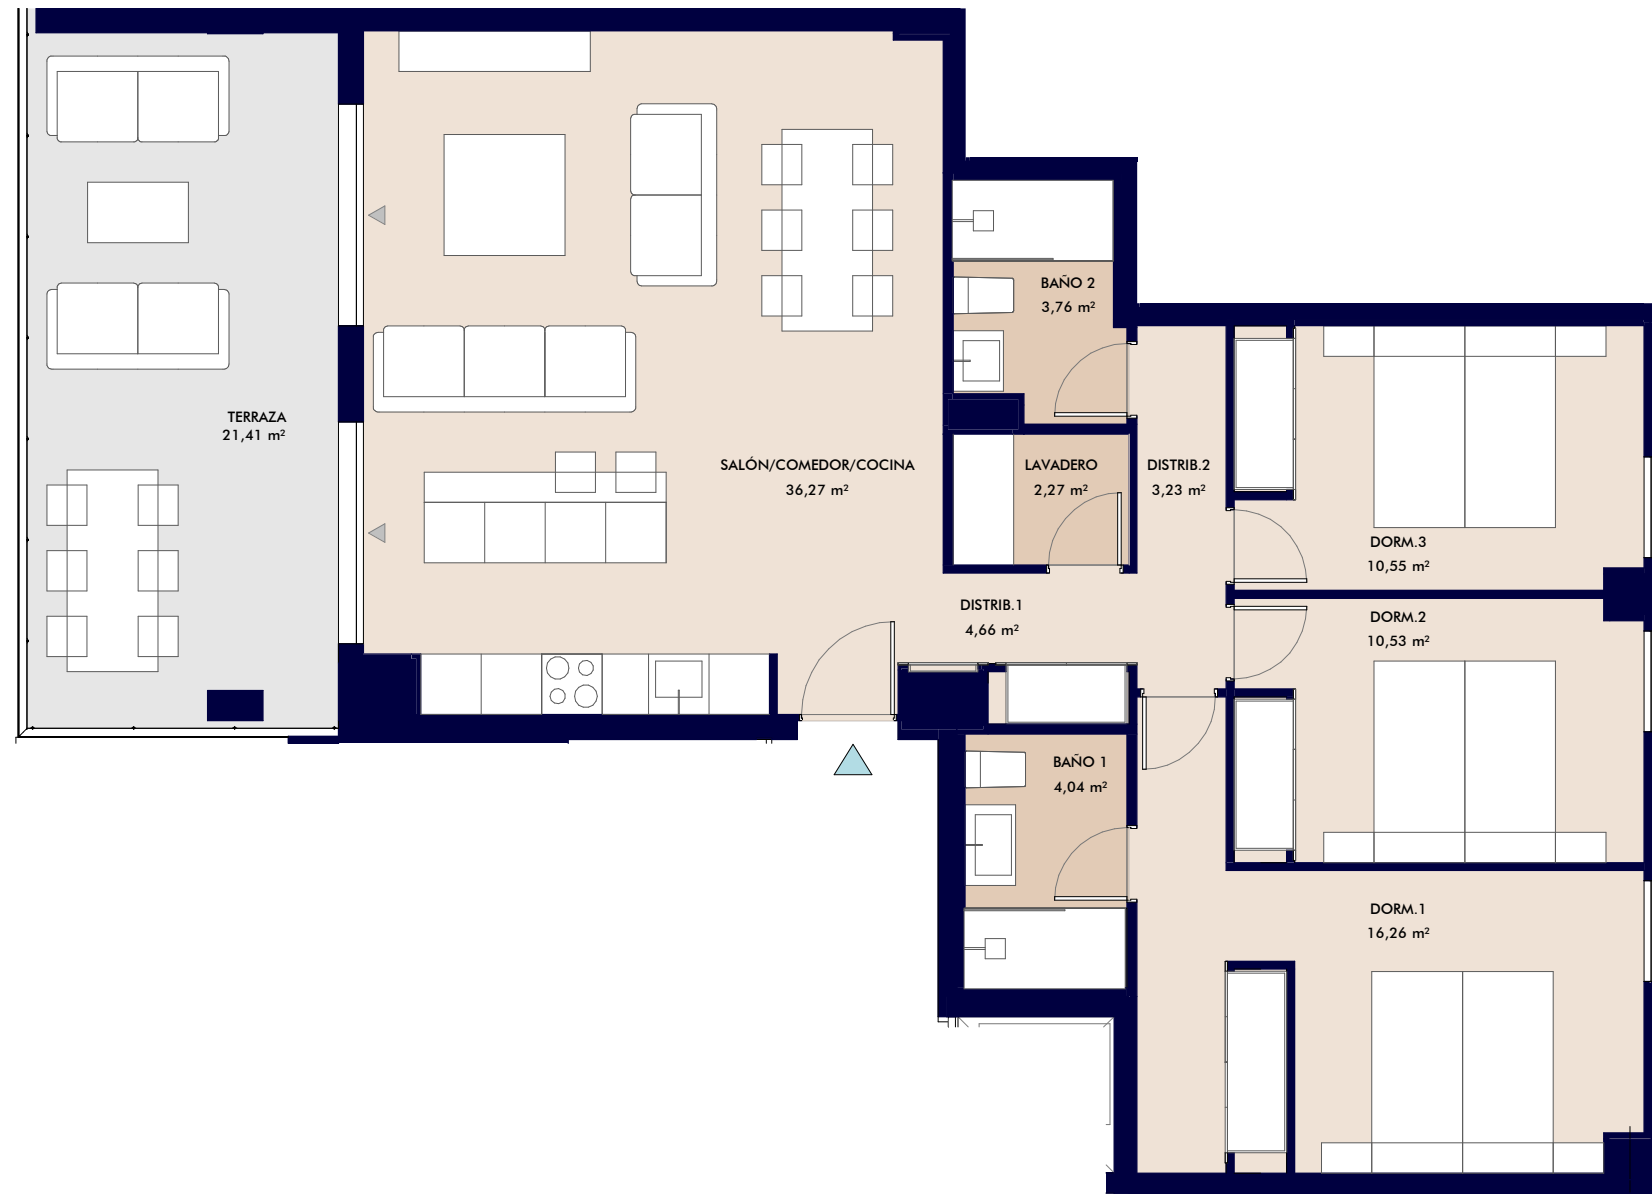 BAÑO 2
3,76 m²
TERRAZA
21,41 m²
SALÓN/COMEDOR/COCINA
36,27 m²
LAVADERO
2,27 m²
DISTRIB.2
3,23 m²
DORM.3
10,55 m²
DISTRIB.1
4,66 m²
DORM.2
10,53 m²
BAÑO 1
4,04 m²
DORM.1
16,26 m²